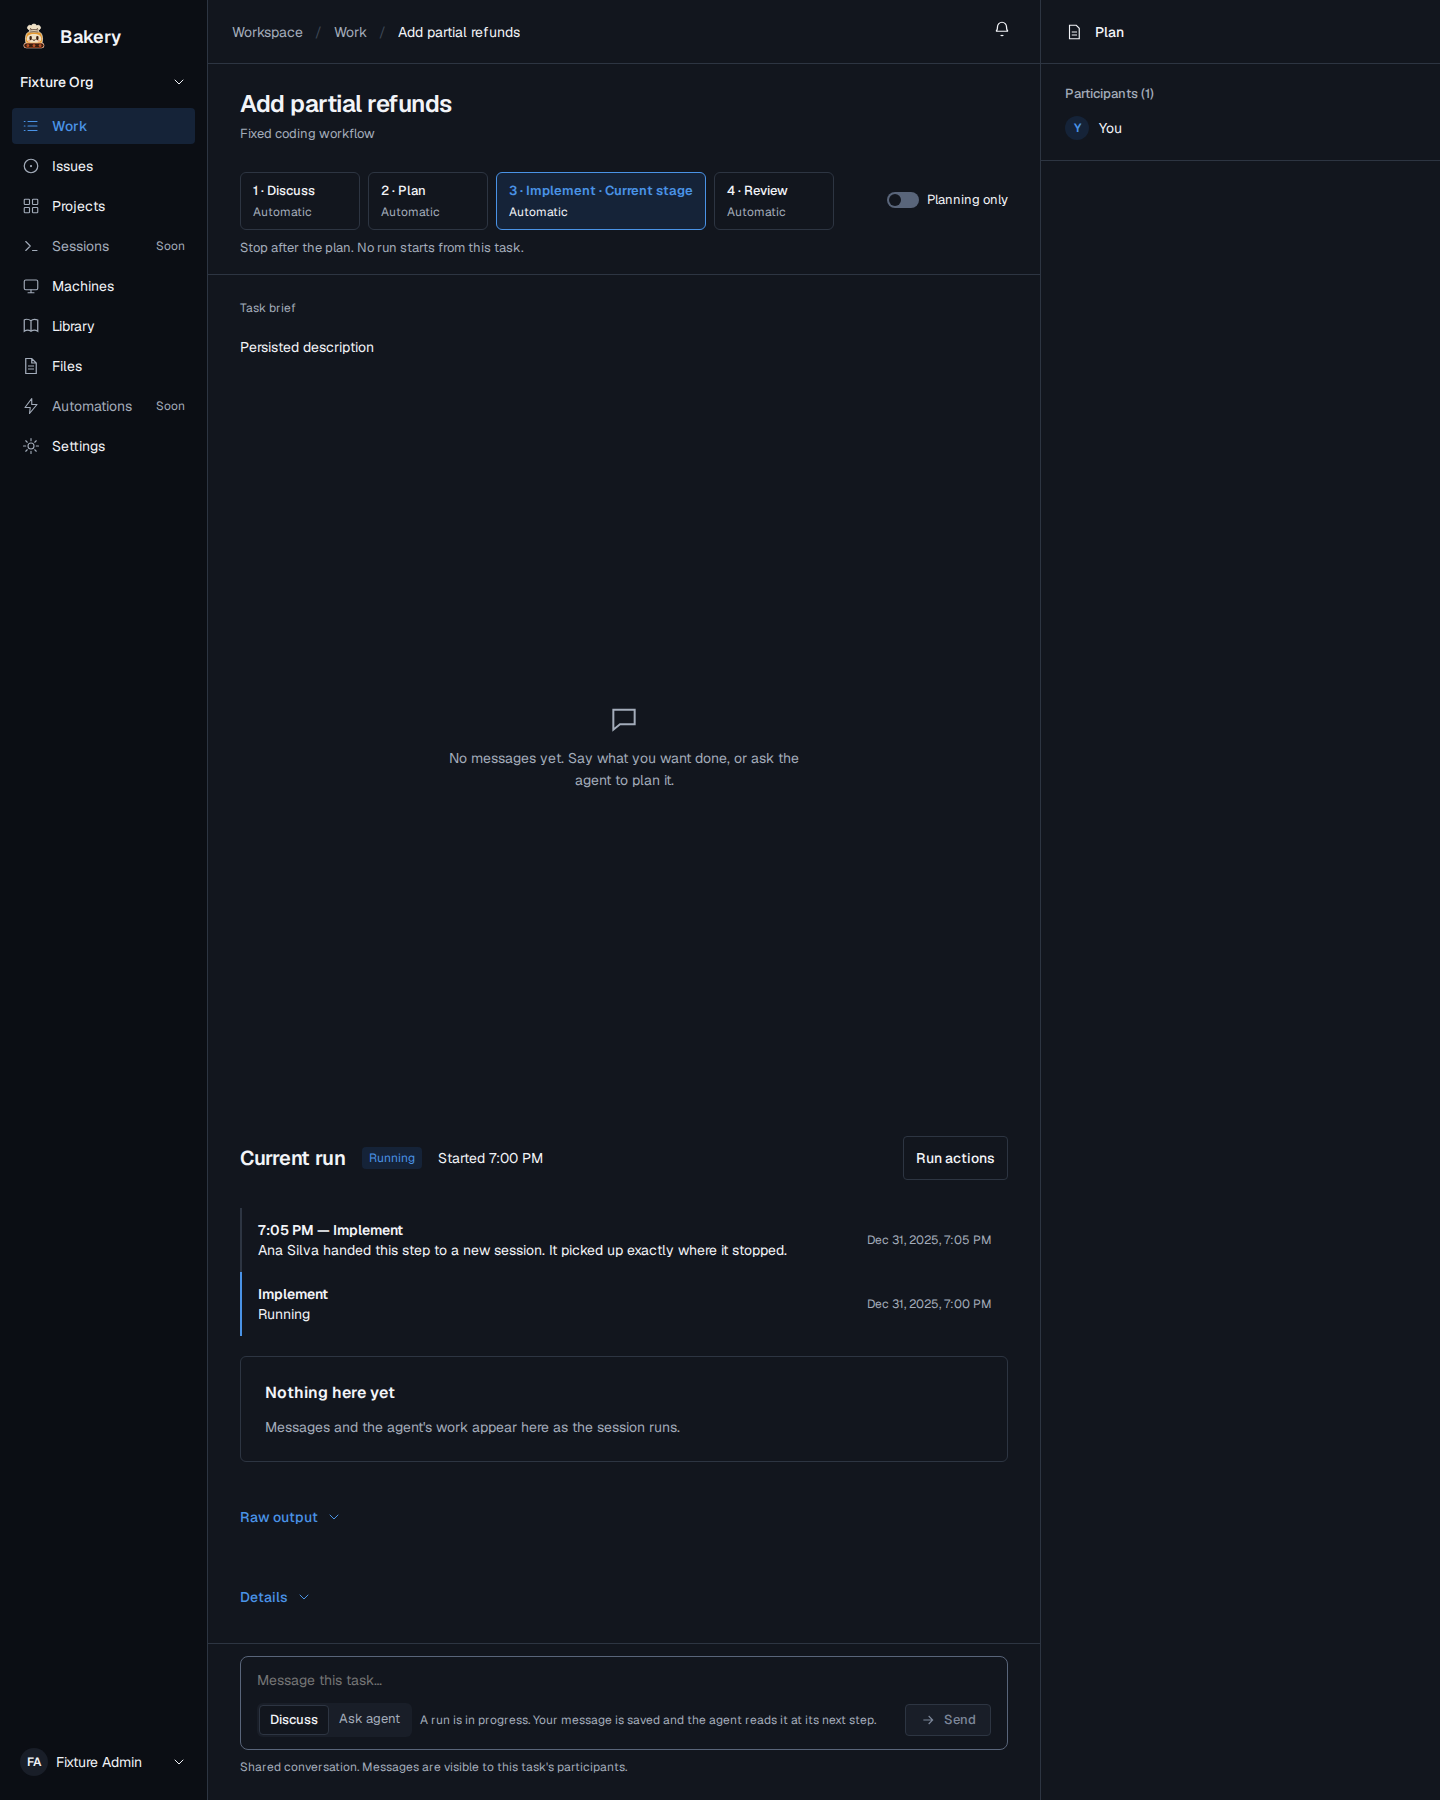 Bakery
Fixture Org
Work
Issues
Projects
Sessions Soon
Machines
Library
Files
Automations Soon
Settings
FA Fixture Admin
Workspace / Work / Add partial refunds
Add partial refunds
Fixed coding workflow
1 · Discuss
Automatic
2 · Plan
Automatic
3 · Implement · Current stage
Automatic
4 · Review
Automatic
Planning only
Stop after the plan. No run starts from this task.
Task brief
Persisted description
No messages yet. Say what you want done, or ask the
agent to plan it.
Current run Running Started 7:00 PM Run actions
7:05 PM — Implement
Ana Silva handed this step to a new session. It picked up exactly where it stopped.
Dec 31, 2025, 7:05 PM
Implement
Running
Dec 31, 2025, 7:00 PM
Nothing here yet
Messages and the agent's work appear here as the session runs.
Raw output
Details
Message this task...
Discuss Ask agent A run is in progress. Your message is saved and the agent reads it at its next step. Send
Shared conversation. Messages are visible to this task's participants.
Plan
Participants (1)
Y You